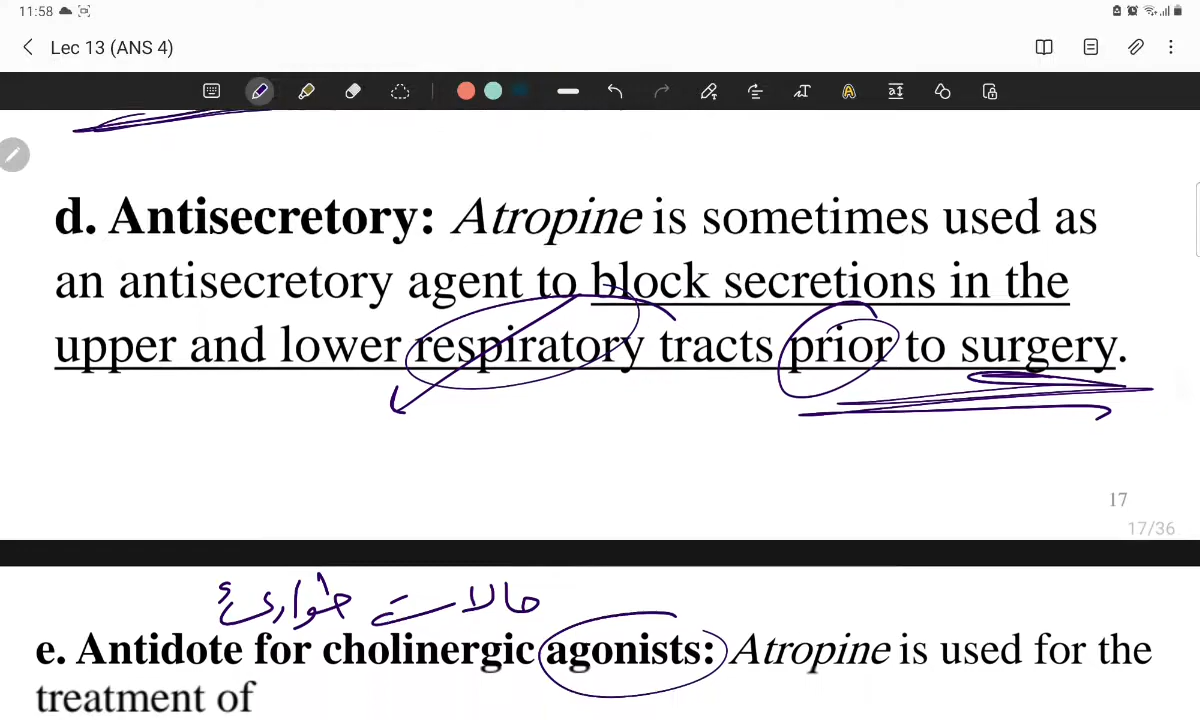 11:58
Lec 13 (ANS 4)
d. Antisecretory: Atropine is sometimes used as
an antisecretory agent to block secretions in the
upper and lower respiratory tracts prior to surgery.
17
17/36
حالات طوارئ
e. Antidote for cholinergic agonists: Atropine is used for the
treatment of